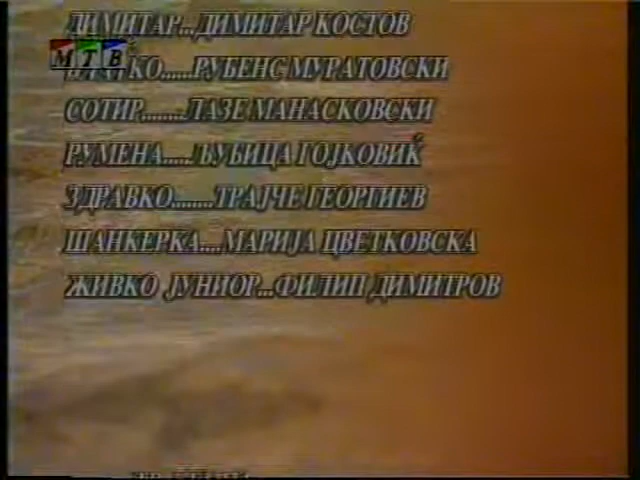 ДИМИТАР...ДИМИТАР КОСТОВ
МТВ
......РУБЕНС МУРАТОВСКИ
СОТИР........ЛАЗЕ МАНАСКОВСКИ
РУМЕНА......ЉУБИЦА ГОЈКОВИЌ
ЗДРАВКО........ТРАЈЧЕ ГЕОРГИЕВ
ШАНКЕРКА....МАРИЈА ЦВЕТКОВСКА
ЖИВКО ЈУНИОР...ФИЛИП ДИМИТРОВ